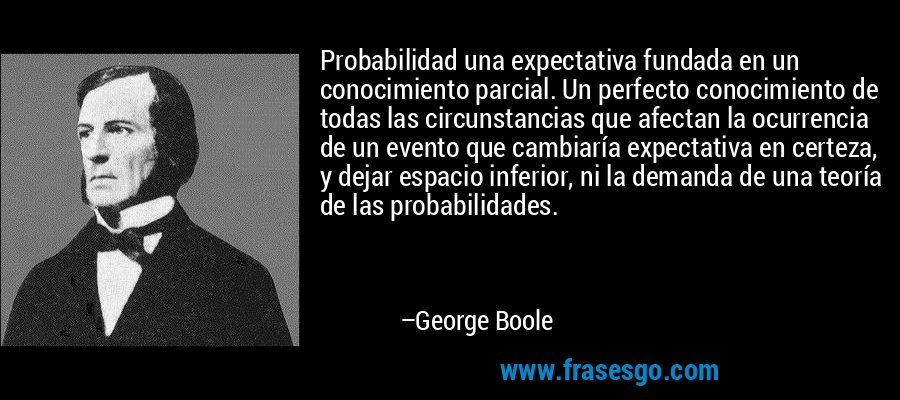 Probabilidad una expectativa fundada en un
conocimiento parcial. Un perfecto conocimiento de
todas las circunstancias que afectan la ocurrencia
de un evento que cambiaría expectativa en certeza,
y dejar espacio inferior, ni la demanda de una teoría
de las probabilidades.
–George Boole
www.frasesgo.com